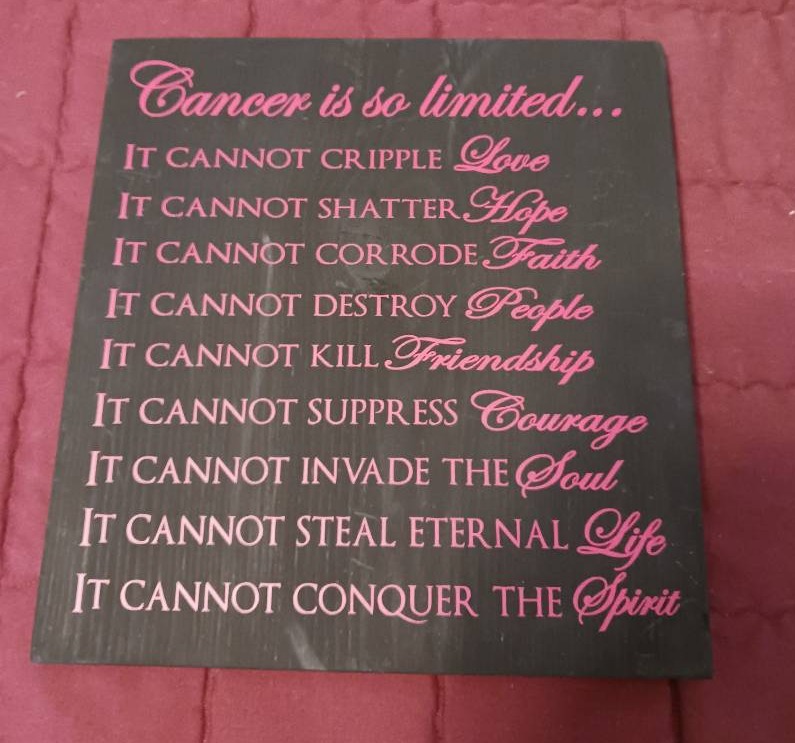 Cancer is so limited...
It cannot cripple Love
It cannot shatter Hope
It cannot corrode Faith
It cannot destroy People
It cannot kill Friendship
It cannot suppress Courage
It cannot invade the Soul
It cannot steal eternal Life
It cannot conquer the Spirit